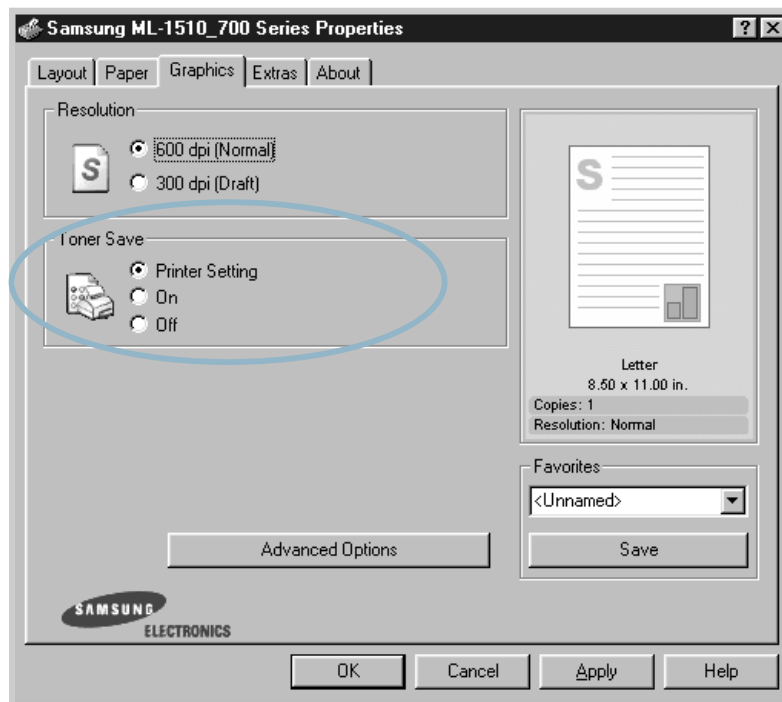 Samsung ML-1510_700 Series Properties
Layout Paper Graphics Extras About
Resolution
600 dpi (Normal)
300 dpi (Draft)
Toner Save
Printer Setting
On
Off
S
S
Letter
8.50 x 11.00 in.
Copies: 1
Resolution: Normal
Favorites
<Unnamed>
Save
Advanced Options
SAMSUNG
ELECTRONICS
OK Cancel Apply Help